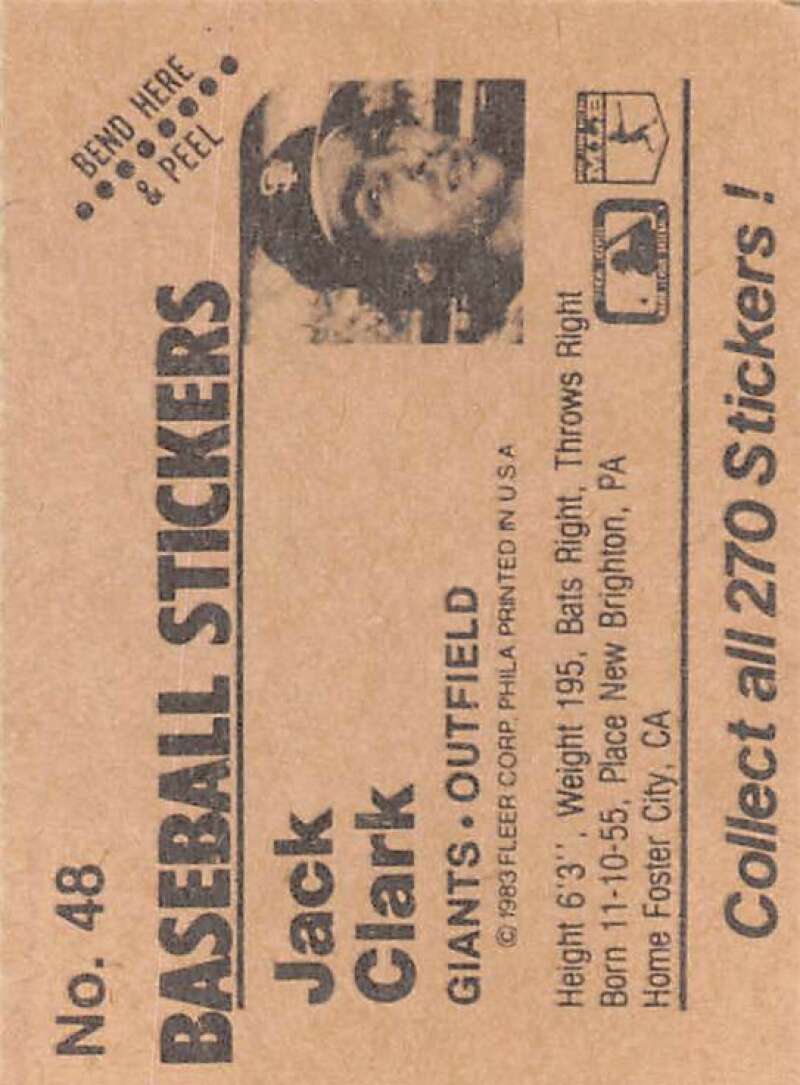 No. 48
BEND HERE
& PEEL
BASEBALL STICKERS
Jack
Clark
GIANTS • OUTFIELD
© 1983 FLEER CORP. PHILA PRINTED IN U.S.A
Height 6'3'', Weight 195, Bats Right, Throws Right
Born 11-10-55, Place New Brighton, PA
Home Foster City, CA
Collect all 270 Stickers!